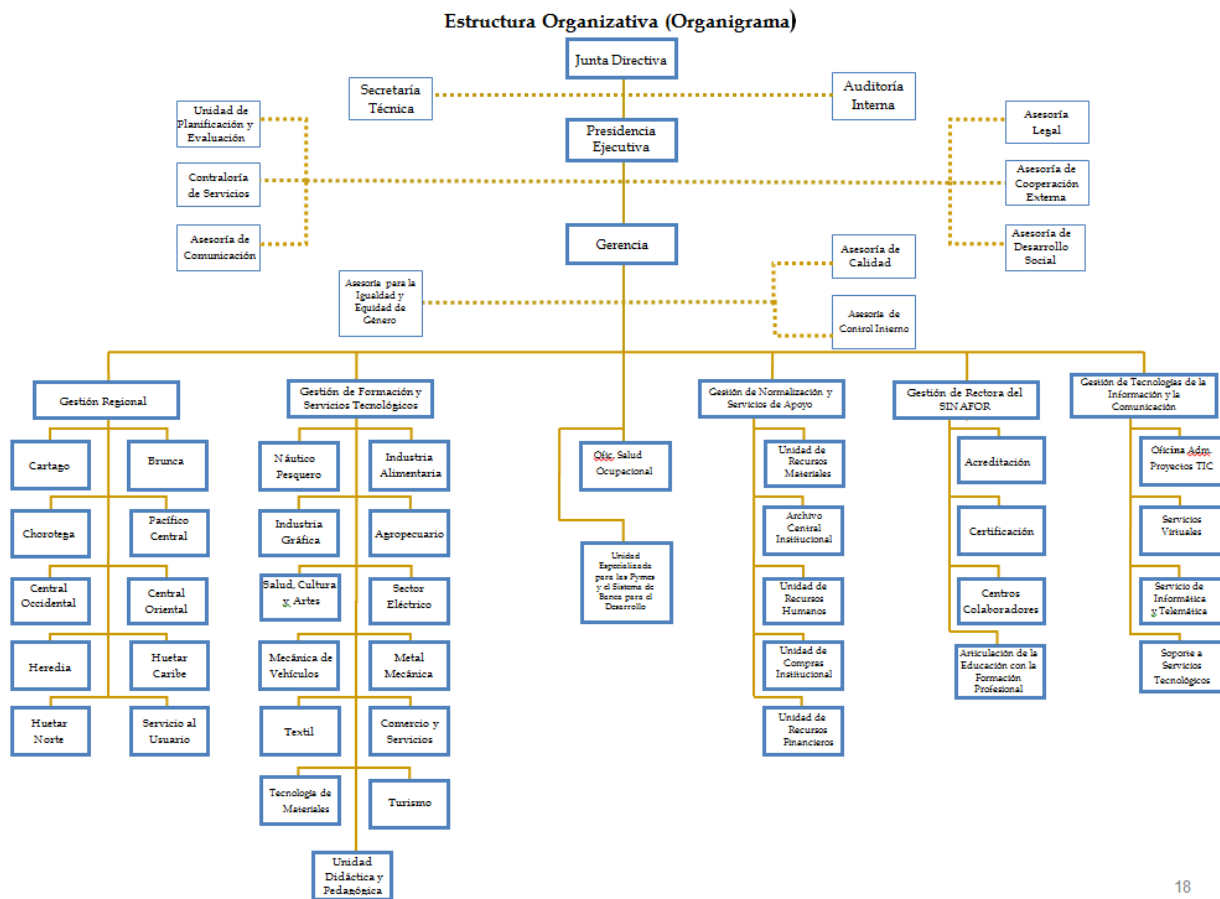 Estructura Organizativa (Organigrama)
Junta Directiva
Secretaría
Técnica
Auditoría
Interna
Unidad de
Planificación y
Evaluación
Presidencia
Ejecutiva
Asesoría
Legal
Contraloría
de Servicios
Asesoría de
Cooperación
Externa
Asesoría de
Comunicación
Gerencia
Asesoría de
Desarrollo
Social
Asesoría de
Calidad
Asesoría para la
Igualdad y
Equidad de
Género
Asesoría de
Control Interno
Gestión Regional
Gestión de Formación y
Servicios Tecnológicos
Gestión de Normalización y
Servicios de Apoyo
Gestión de Rectora del
SINAFOR
Gestión de Tecnologías de la
Información y la
Comunicación
Cartago
Brunca
Chorotega
Pacífico
Central
Central
Occidental
Central
Oriental
Heredia
Huetar
Caribe
Huetar
Norte
Servicio al
Usuario
Náutico
Pesquero
Industria
Alimentaria
Industria
Gráfica
Agropecuario
Salud, Cultura
y Artes
Sector
Eléctrico
Mecánica de
Vehículos
Metal
Mecánica
Textil
Comercio y
Servicios
Tecnología de
Materiales
Turismo
Unidad
Didáctica y
Pedagógica
Ofic. Salud
Ocupacional
Unidad
Especializada
para las Pymes
y el Sistema de
Banca para el
Desarrollo
Unidad de
Recursos
Materiales
Archivo
Central
Institucional
Unidad de
Recursos
Humanos
Unidad de
Compras
Institucional
Unidad de
Recursos
Financieros
Acreditación
Certificación
Centros
Colaboradores
Articulación de la
Educación con la
Formación
Profesional
Oficina Adm.
Proyectos TIC
Servicios
Virtuales
Servicio de
Informática
y Telemática
Soporte a
Servicios
Tecnológicos
18